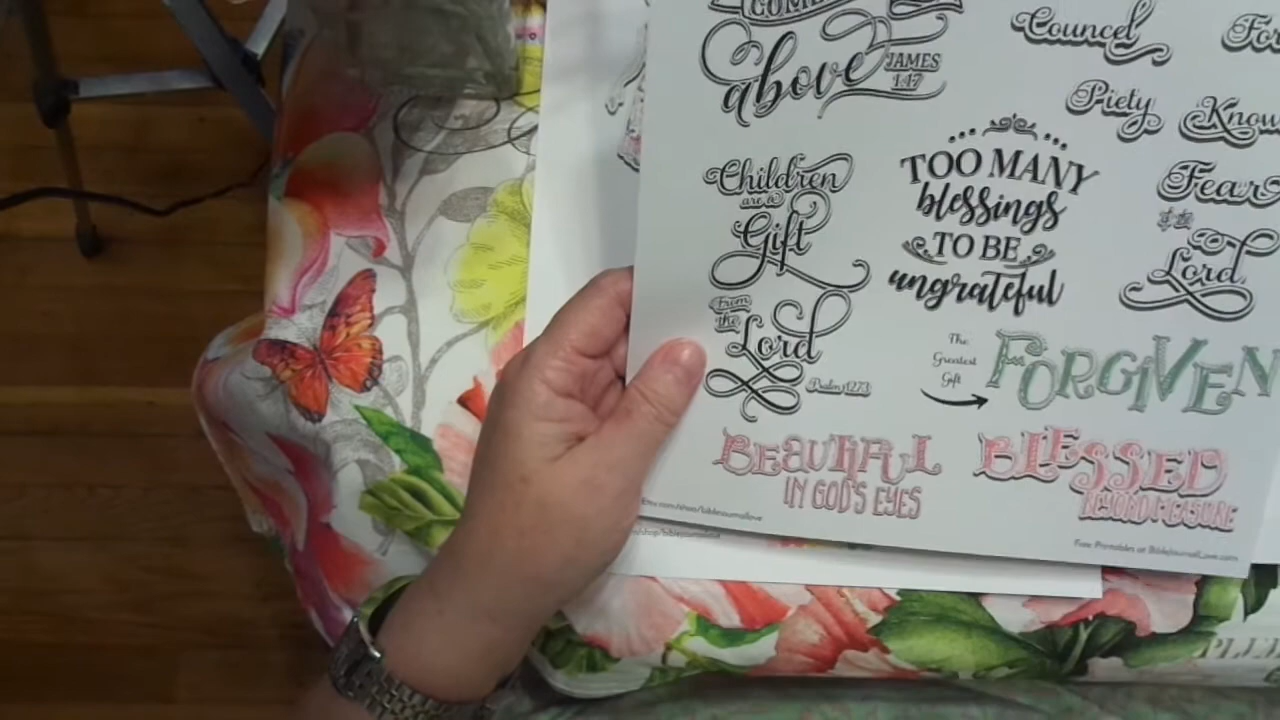 above
JAMES
1:17
Councel
Piety
Children
are a
Gift
from
the
Lord
Psalm 127:3
TOO MANY
blessings
TO BE
ungrateful
Fear
of the
Lord
The
Greatest
Gift
FORGIVEN
BEAUTIFUL
IN GOD'S EYES
BLESSED
BEYOND MEASURE
Free Printables at BibleJournalLove.com